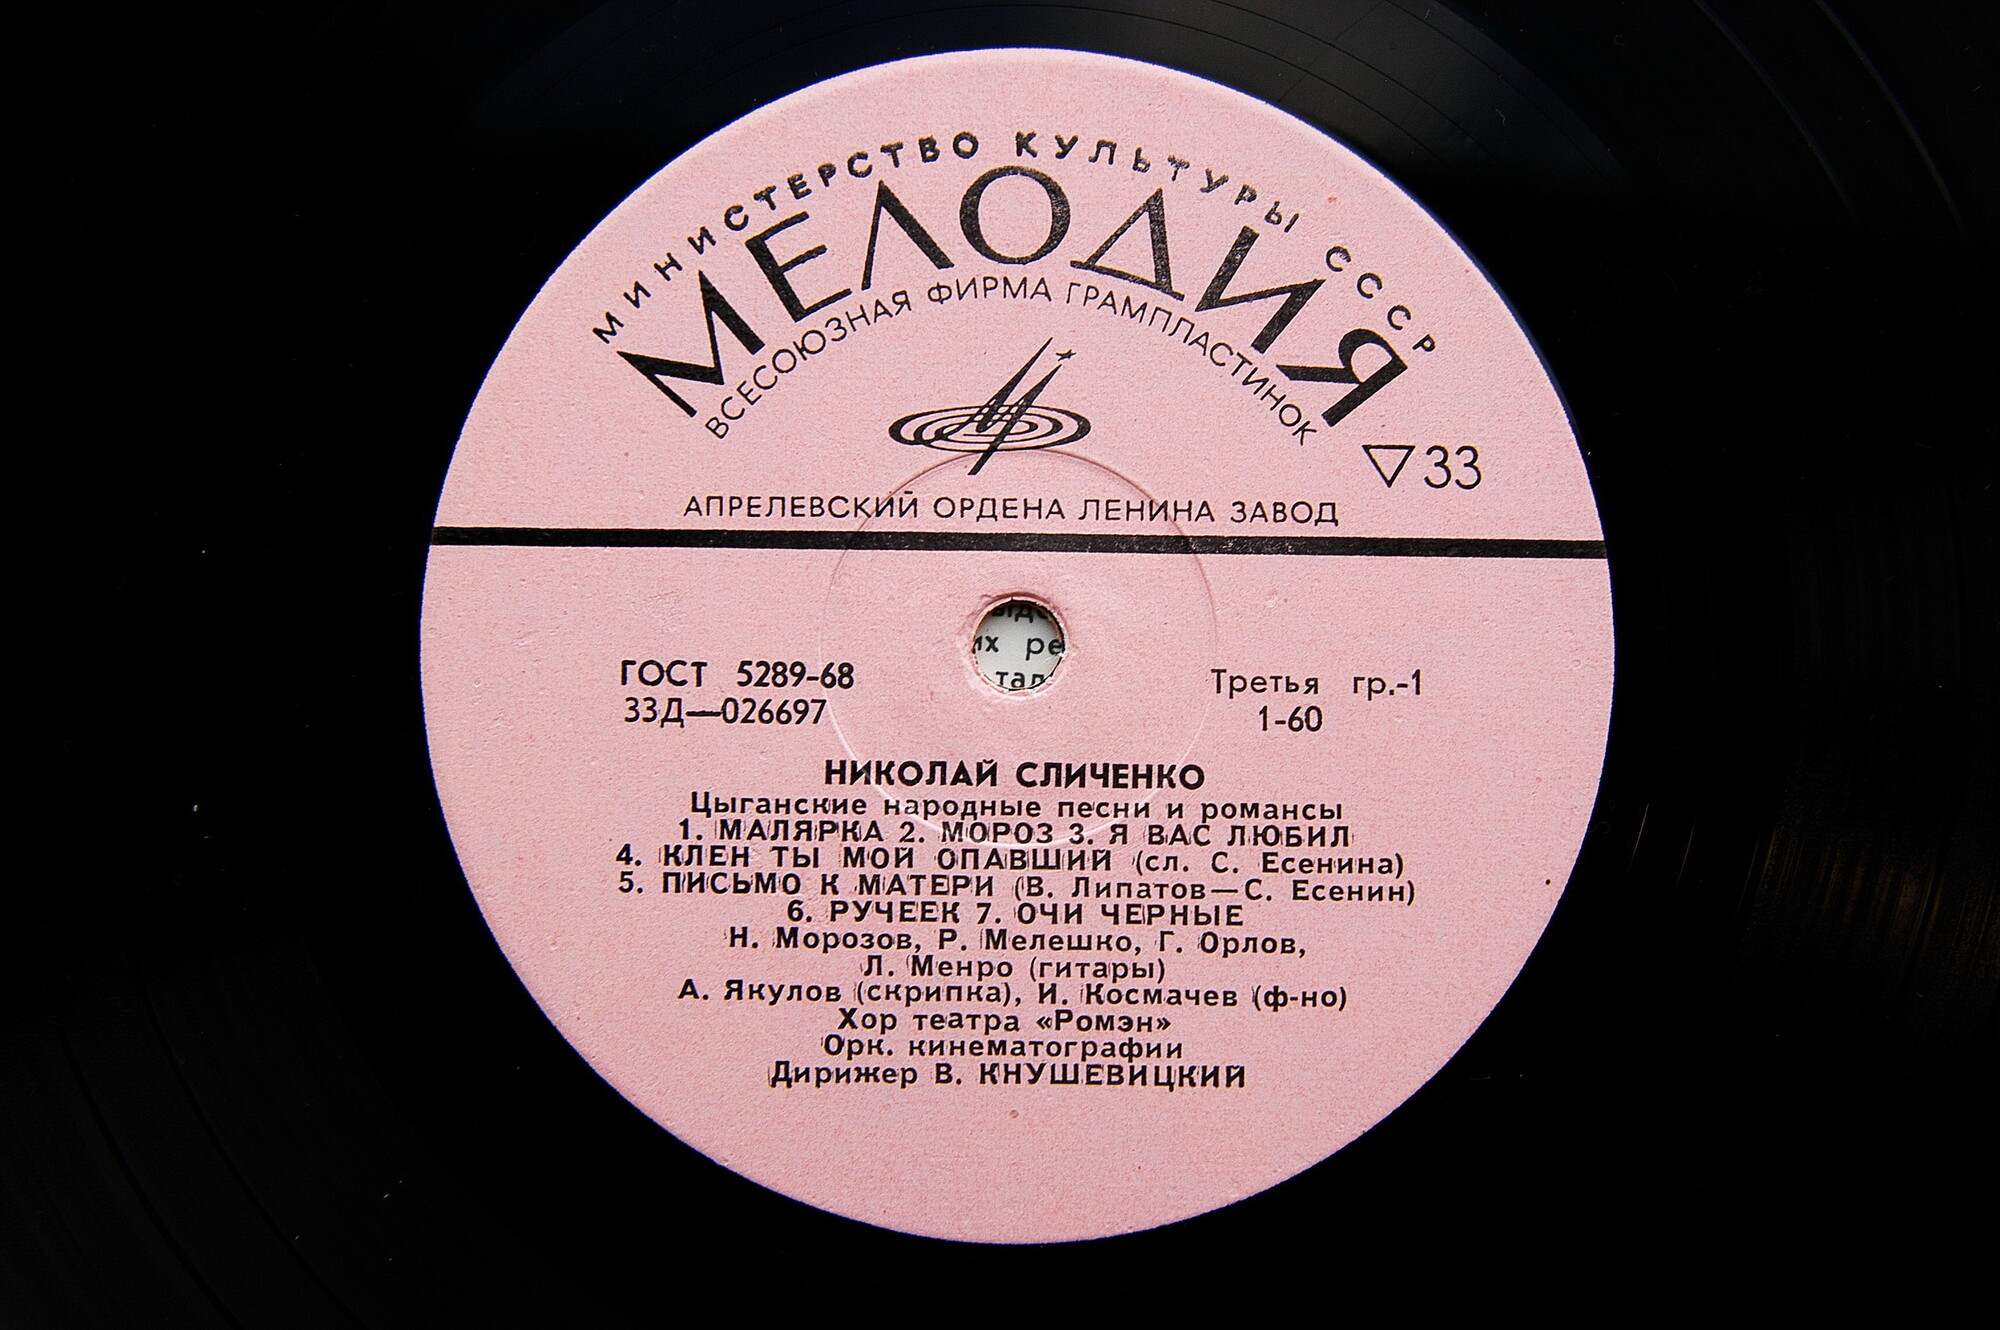 МИНИСТЕРСТВО КУЛЬТУРЫ СССР
МЕЛОДИЯ
ВСЕСОЮЗНАЯ ФИРМА ГРАМПЛАСТИНОК
▽33
АПРЕЛЕВСКИЙ ОРДЕНА ЛЕНИНА ЗАВОД
ГОСТ 5289-68
33Д—026697
Третья гр.-1
1-60
НИКОЛАЙ СЛИЧЕНКО
Цыганские народные песни и романсы
1. МАЛЯРКА 2. МОРОЗ 3. Я ВАС ЛЮБИЛ
4. КЛЕН ТЫ МОЙ ОПАВШИЙ (сл. С. Есенина)
5. ПИСЬМО К МАТЕРИ (В. Липатов—С. Есенин)
6. РУЧЕЕК 7. ОЧИ ЧЕРНЫЕ
Н. Морозов, Р. Мелешко, Г. Орлов,
Л. Менро (гитары)
А. Якулов (скрипка), И. Космачев (ф-но)
Хор театра «Ромэн»
Орк. кинематографии
Дирижер В. КНУШЕВИЦКИЙ